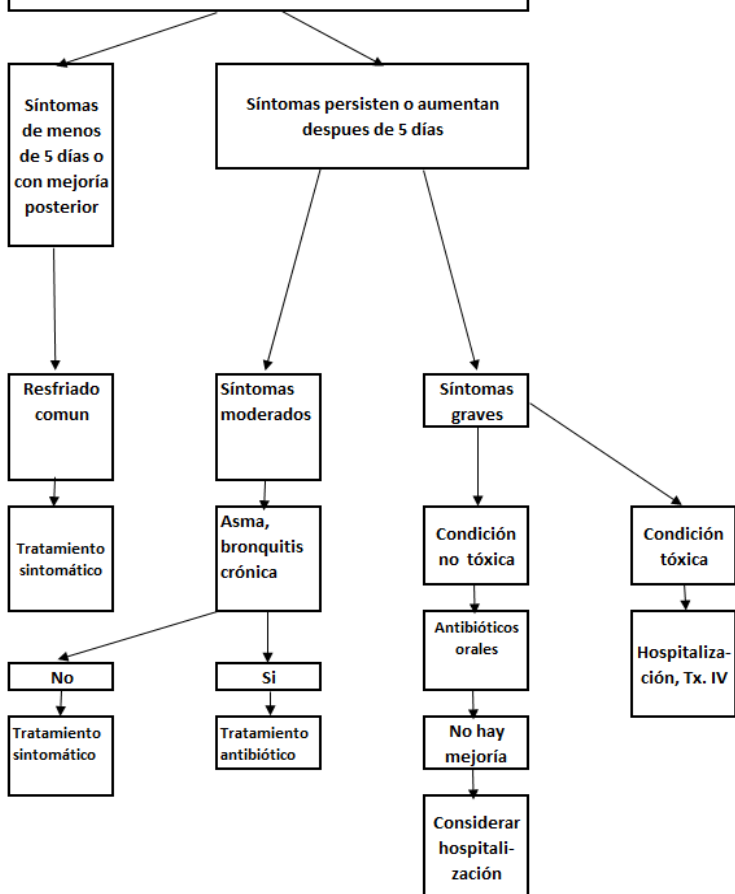 Síntomas
de menos
de 5 días o
con mejoría
posterior
Síntomas persisten o aumentan
despues de 5 días
Resfriado
comun
Síntomas
moderados
Síntomas
graves
Tratamiento
sintomático
Asma,
bronquitis
crónica
Condición
no tóxica
Condición
tóxica
Antibióticos
orales
Hospitaliza-
ción, Tx. IV
No
Si
Tratamiento
sintomático
Tratamiento
antibiótico
No hay
mejoría
Considerar
hospitali-
zación